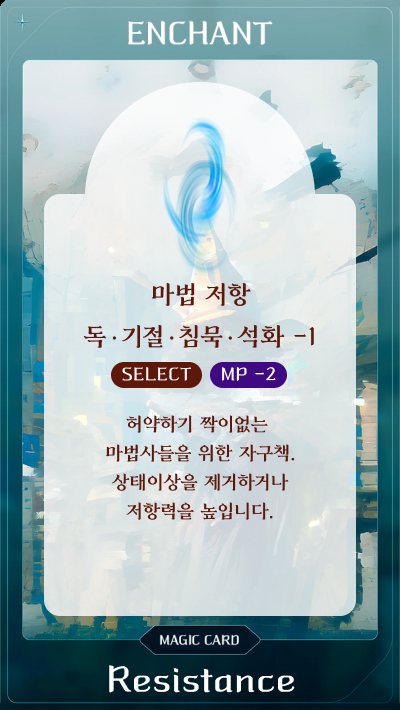 ENCHANT
마법 저항
독·기절·침묵·석화 -1
SELECT MP -2
허약하기 짝이없는
마법사들을 위한 자구책.
상태이상을 제거하거나
저항력을 높입니다.
MAGIC CARD
Resistance